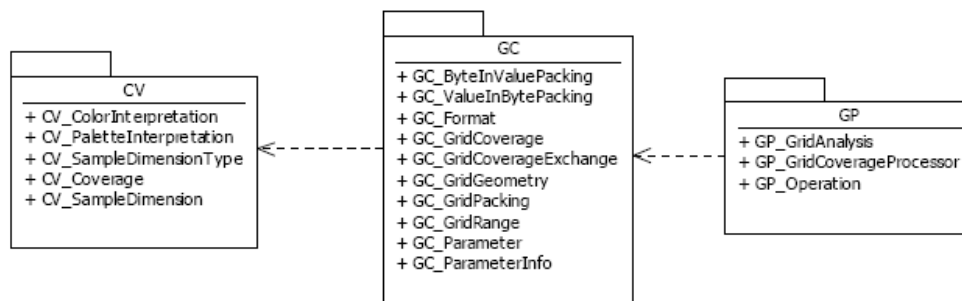 CV
+ CV_ColorInterpretation
+ CV_PaletteInterpretation
+ CV_SampleDimensionType
+ CV_Coverage
+ CV_SampleDimension
GC
+ GC_ByteInValuePacking
+ GC_ValueInBytePacking
+ GC_Format
+ GC_GridCoverage
+ GC_GridCoverageExchange
+ GC_GridGeometry
+ GC_GridPacking
+ GC_GridRange
+ GC_Parameter
+ GC_ParameterInfo
GP
+ GP_GridAnalysis
+ GP_GridCoverageProcessor
+ GP_Operation